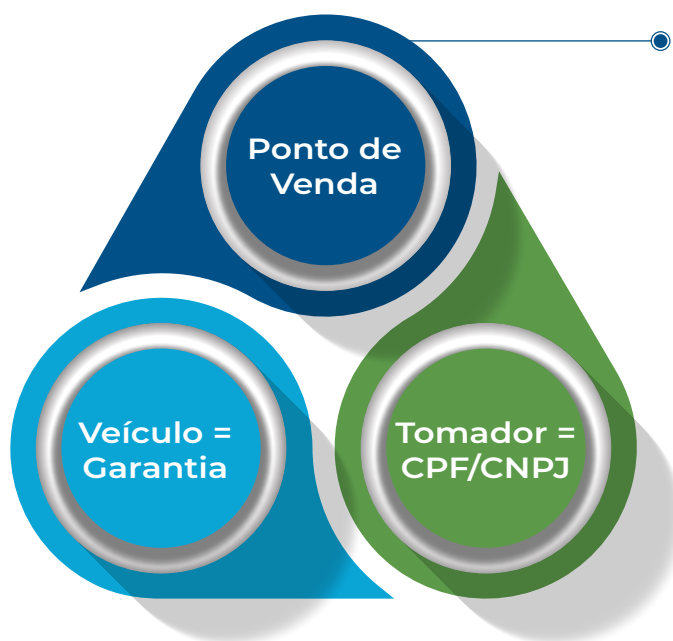 Ponto de
Venda
Veículo =
Garantia
Tomador =
CPF/CNPJ